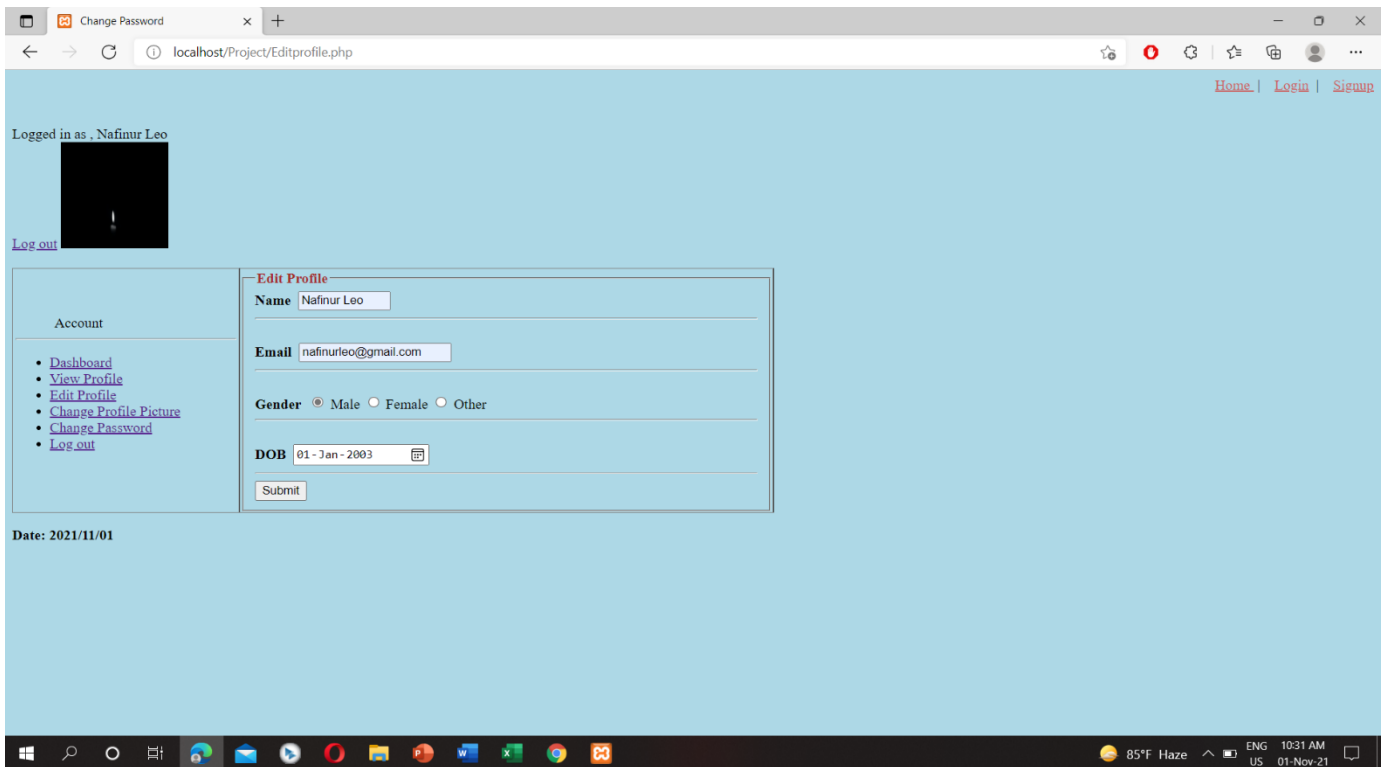 Change Password
localhost/Project/Editprofile.php
Home | Login | Signup
Logged in as , Nafinur Leo
Log out
Account
Dashboard
View Profile
Edit Profile
Change Profile Picture
Change Password
Log out
Edit Profile
Name Nafinur Leo
Email nafinurleo@gmail.com
Gender Male Female Other
DOB 01-Jan-2003
Submit
Date: 2021/11/01
85°F Haze
ENG
US
10:31 AM
01-Nov-21